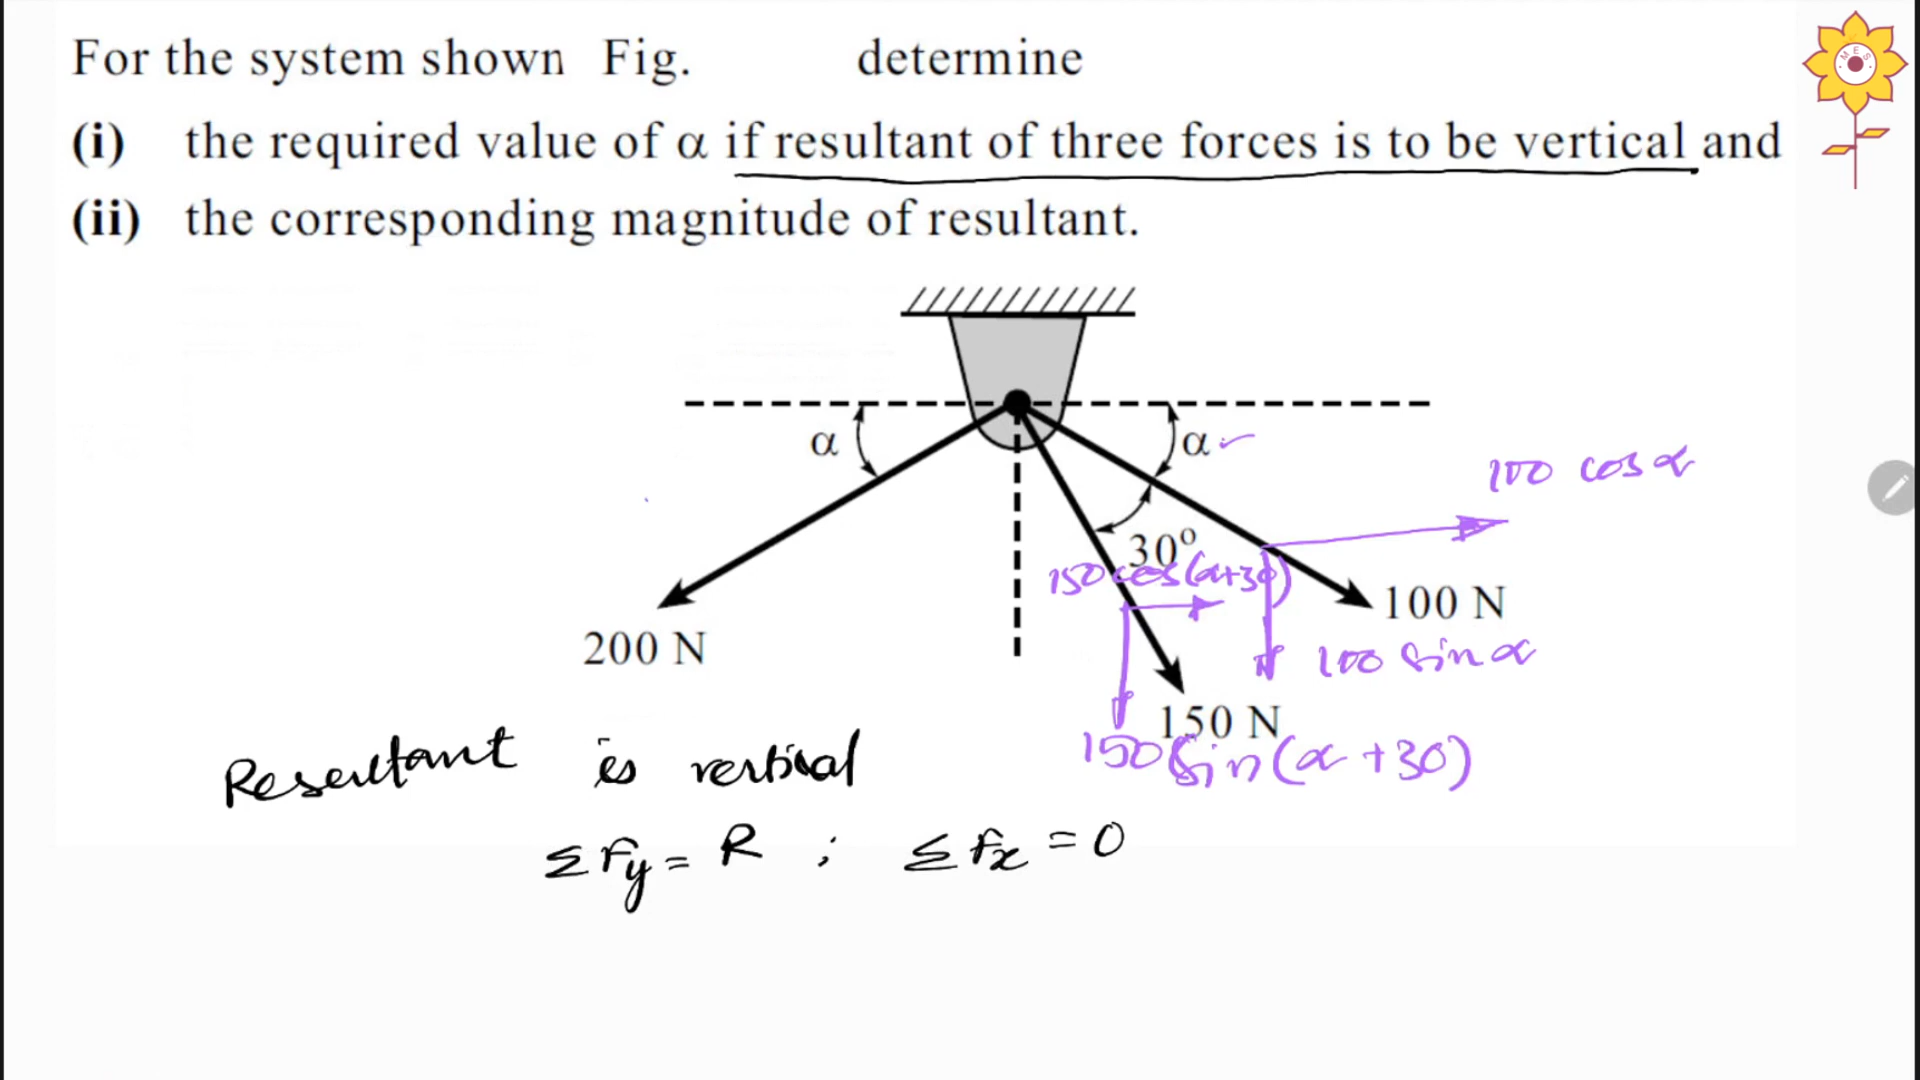 For the system shown Fig. determine
(i) the required value of α if resultant of three forces is to be vertical and
(ii) the corresponding magnitude of resultant.
MES
α
α
100 cos α
30°
150 cos(α+30)
100 N
200 N
100 sin α
150 N
150 sin(α+30)
Resultant is vertical
ΣFy = R ; ΣFx = 0